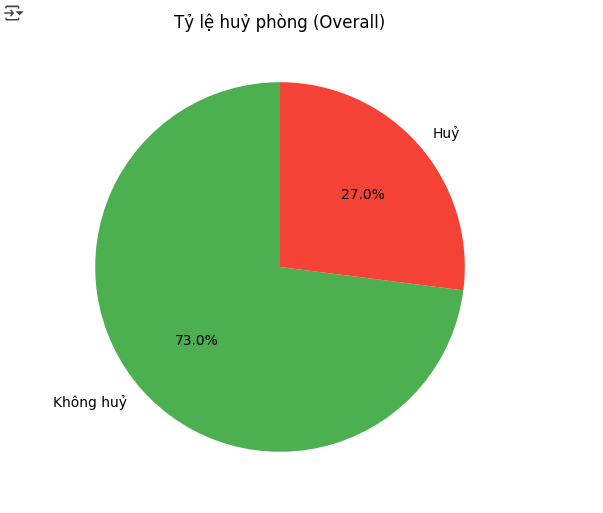 Tỷ lệ huỷ phòng (Overall)
Huỷ
27.0%
73.0%
Không huỷ